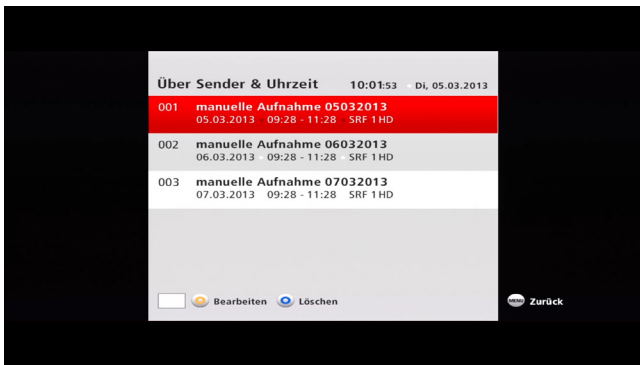 Über Sender & Uhrzeit 10:01:53 Di, 05.03.2013
001 manuelle Aufnahme 05032013
05.03.2013 09:28 - 11:28 SRF 1 HD
002 manuelle Aufnahme 06032013
06.03.2013 09:28 - 11:28 SRF 1 HD
003 manuelle Aufnahme 07032013
07.03.2013 09:28 - 11:28 SRF 1 HD
Bearbeiten Löschen MENU Zurück